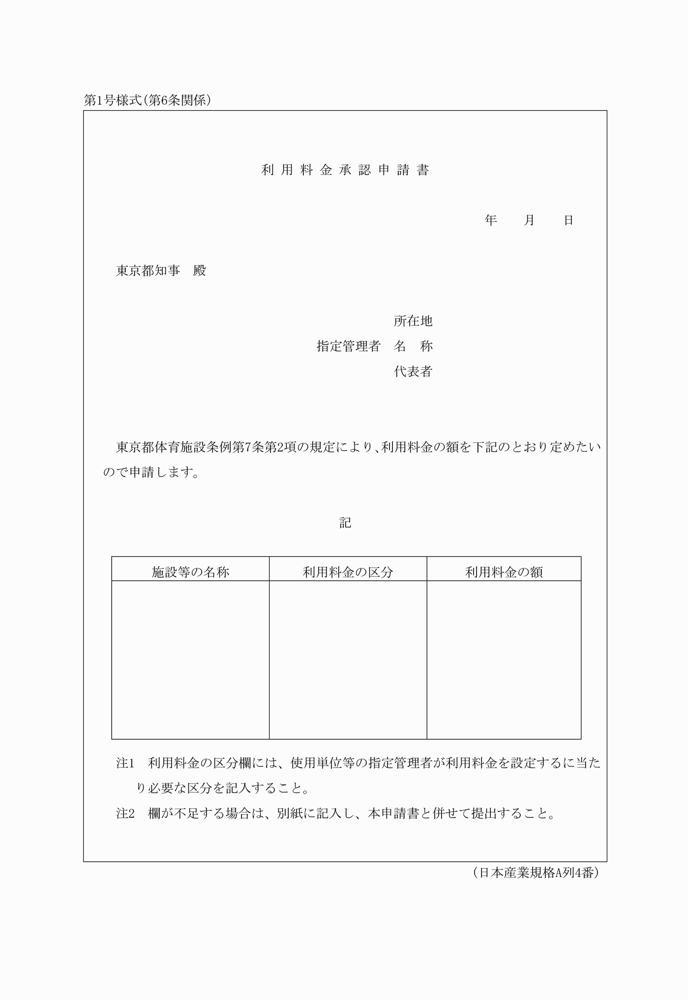 第1号様式(第6条関係)
利用料金承認申請書
年　　月　　日
東京都知事　殿
所在地
指定管理者　名　称
代表者
東京都体育施設条例第7条第2項の規定により、利用料金の額を下記のとおり定めたい
ので申請します。
記
施設等の名称　利用料金の区分　利用料金の額
注1　利用料金の区分欄には、使用単位等の指定管理者が利用料金を設定するに当た
り必要な区分を記入すること。
注2　欄が不足する場合は、別紙に記入し、本申請書と併せて提出すること。
(日本産業規格A列4番)